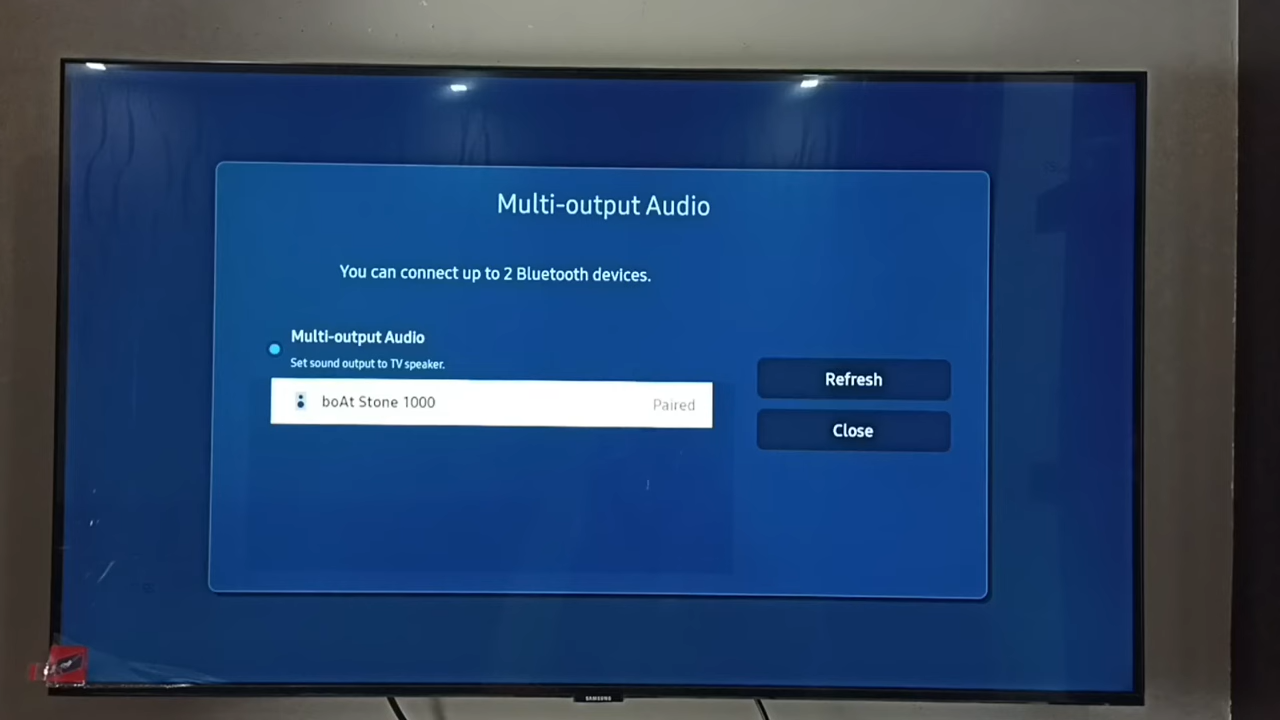 Multi-output Audio
You can connect up to 2 Bluetooth devices.
Multi-output Audio
Set sound output to TV speaker.
boAt Stone 1000 Paired
Refresh
Close
SAMSUNG